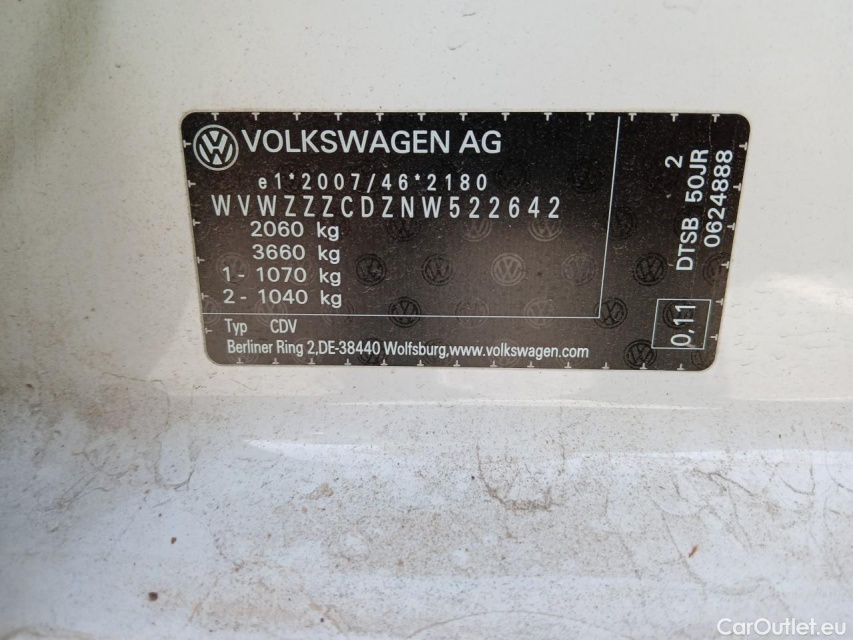 VOLKSWAGEN AG
e1*2007/46*2180
WVWZZZCDZNW522642
2060 kg
3660 kg
1 - 1070 kg
2 - 1040 kg
Typ CDV
Berliner Ring 2,DE-38440 Wolfsburg,www.volkswagen.com
2
DTSB 50JR
0624888
0,11
CarOutlet.eu